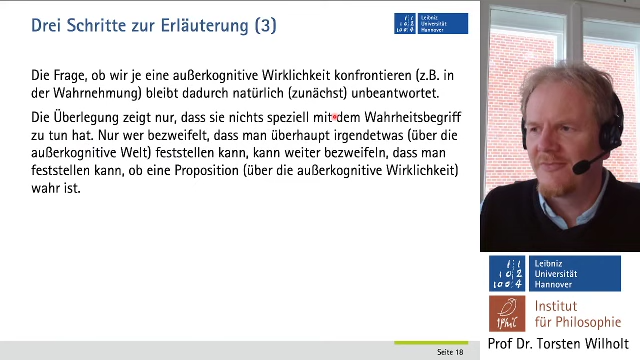 Drei Schritte zur Erläuterung (3)
Leibniz
Universität
Hannover
Die Frage, ob wir je eine außerkognitive Wirklichkeit konfrontieren (z.B. in
der Wahrnehmung) bleibt dadurch natürlich (zunächst) unbeantwortet.
Die Überlegung zeigt nur, dass sie nichts speziell mit dem Wahrheitsbegriff
zu tun hat. Nur wer bezweifelt, dass man überhaupt irgendetwas (über die
außerkognitive Welt) feststellen kann, kann weiter bezweifeln, dass man
feststellen kann, ob eine Proposition (über die außerkognitive Wirklichkeit)
wahr ist.
Leibniz
Universität
Hannover
Institut
für Philosophie
Seite 18
Prof Dr. Torsten Wilholt